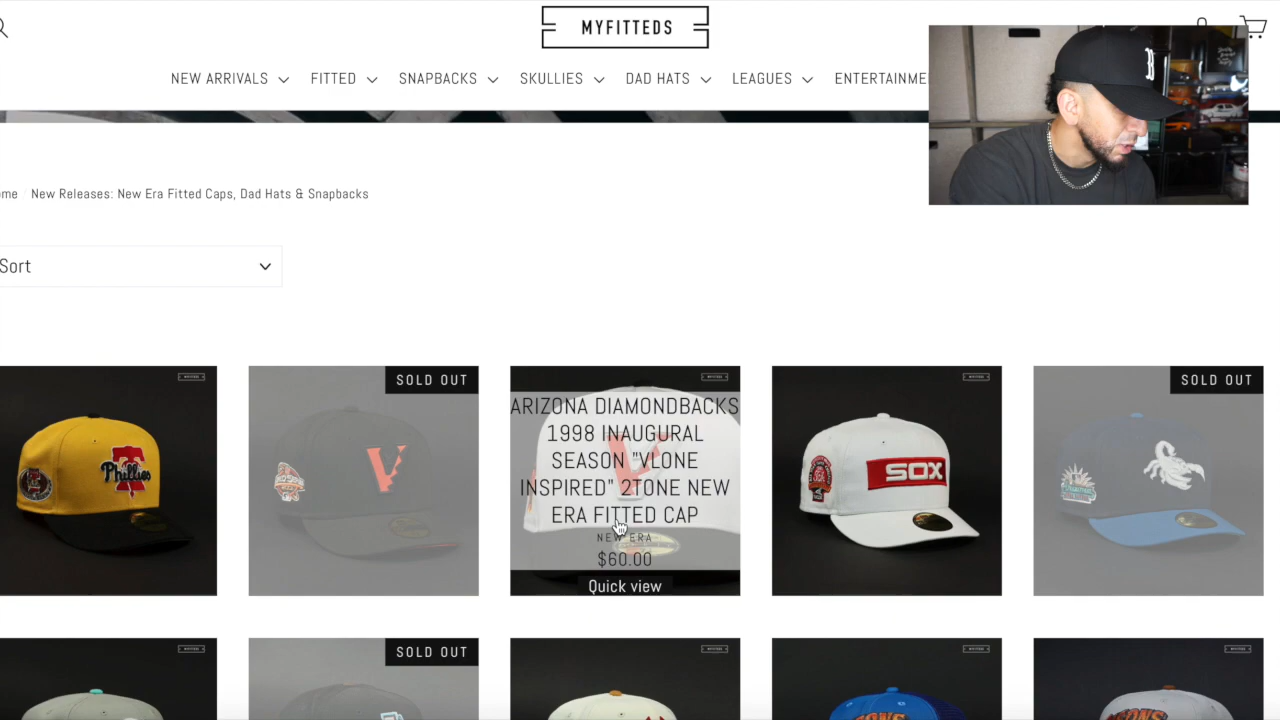 MYFITTEDS
NEW ARRIVALS
FITTED
SNAPBACKS
SKULLIES
DAD HATS
LEAGUES
ENTERTAINME
B
ome
New Releases: New Era Fitted Caps, Dad Hats & Snapbacks
Sort
Phillies
SOLD OUT
ARIZONA DIAMONDBACKS
1998 INAUGURAL
SEASON "VLONE
INSPIRED" 2TONE NEW
ERA FITTED CAP
NEW ERA
$60.00
Quick view
SOX
SOLD OUT
SOLD OUT